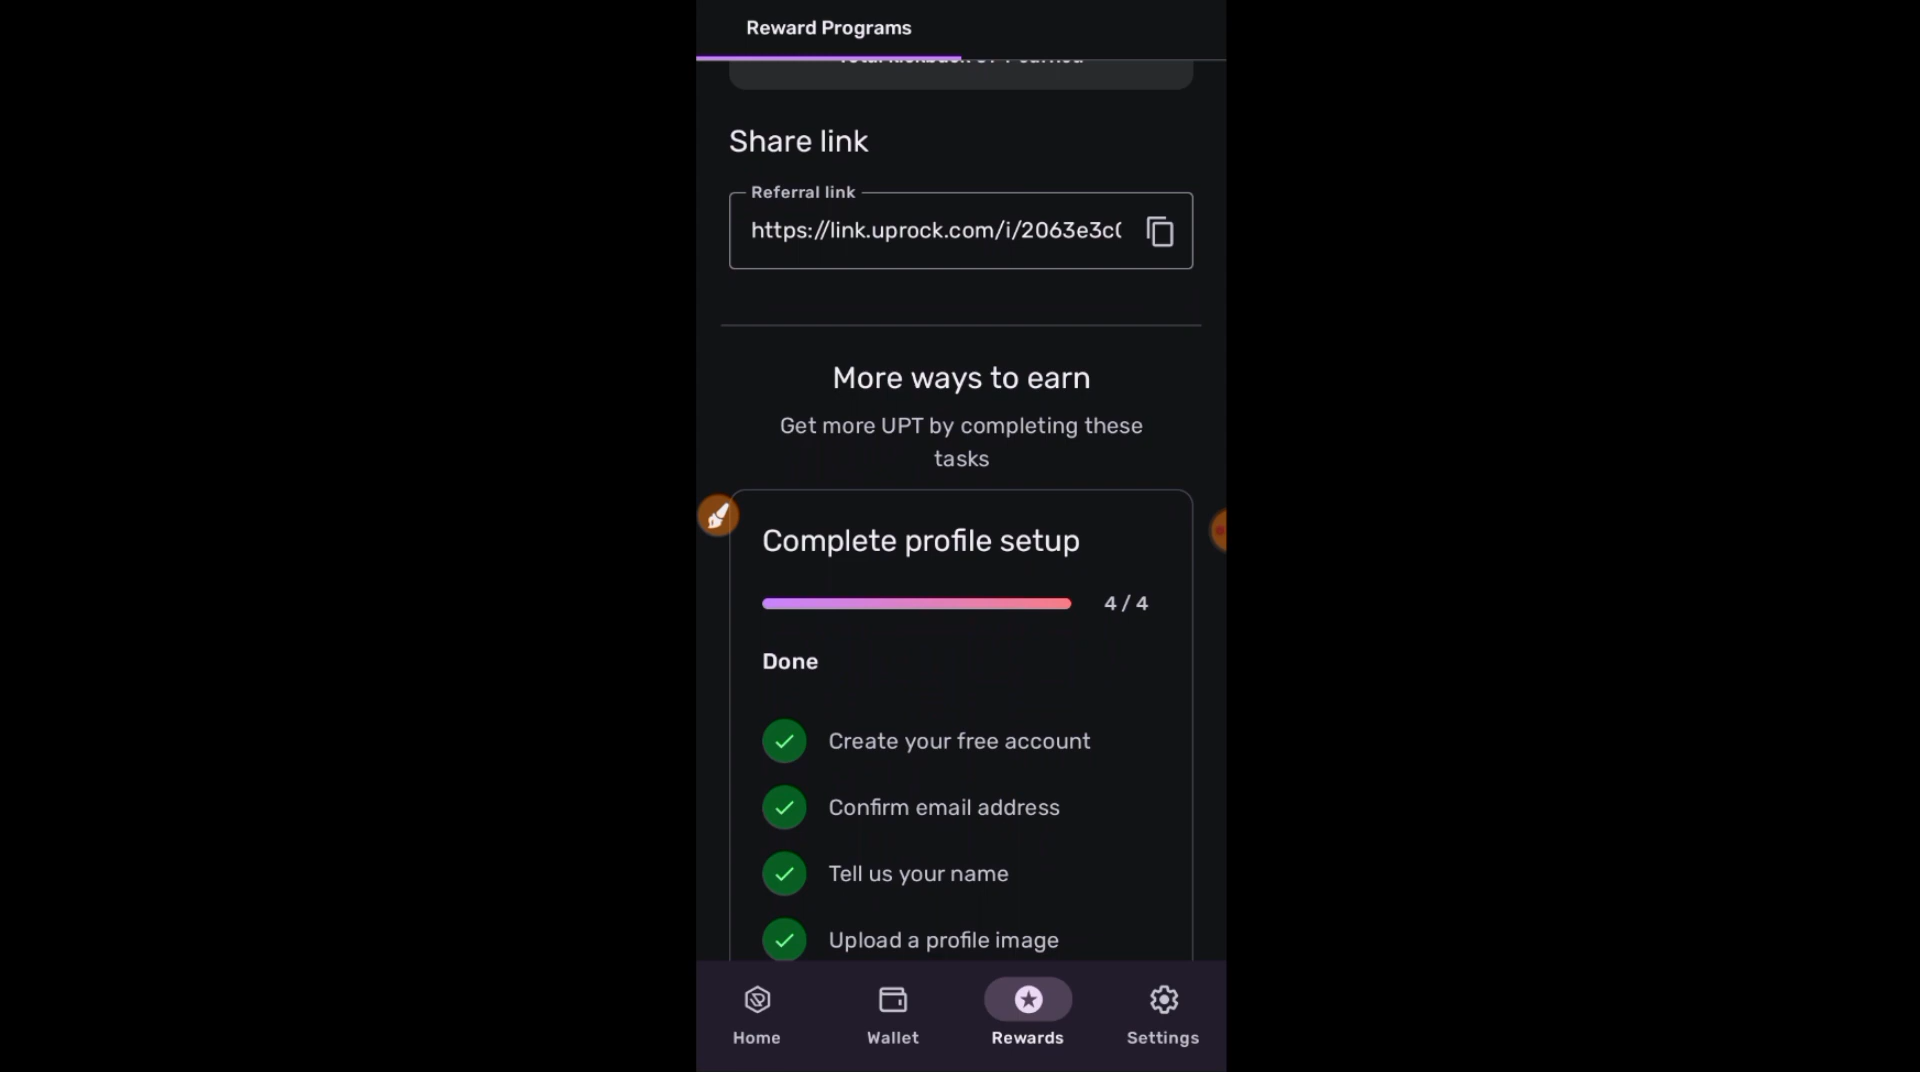 Reward Programs
Share link
Referral link
https://link.uprock.com/i/2063e3c
More ways to earn
Get more UPT by completing these
tasks
Complete profile setup
4 / 4
Done
Create your free account
Confirm email address
Tell us your name
Upload a profile image
Home
Wallet
Rewards
Settings